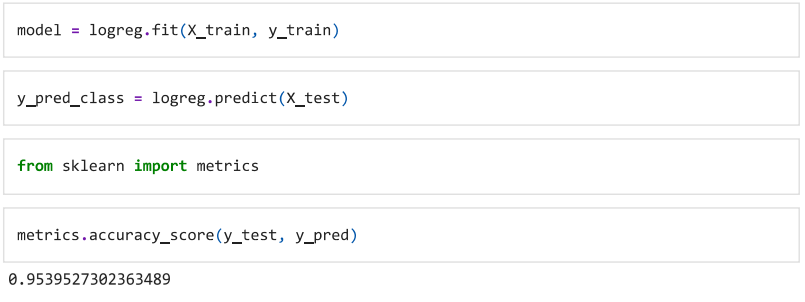 model = logreg.fit(X_train, y_train)
y_pred_class = logreg.predict(X_test)
from sklearn import metrics
metrics.accuracy_score(y_test, y_pred)
0.9539527302363489